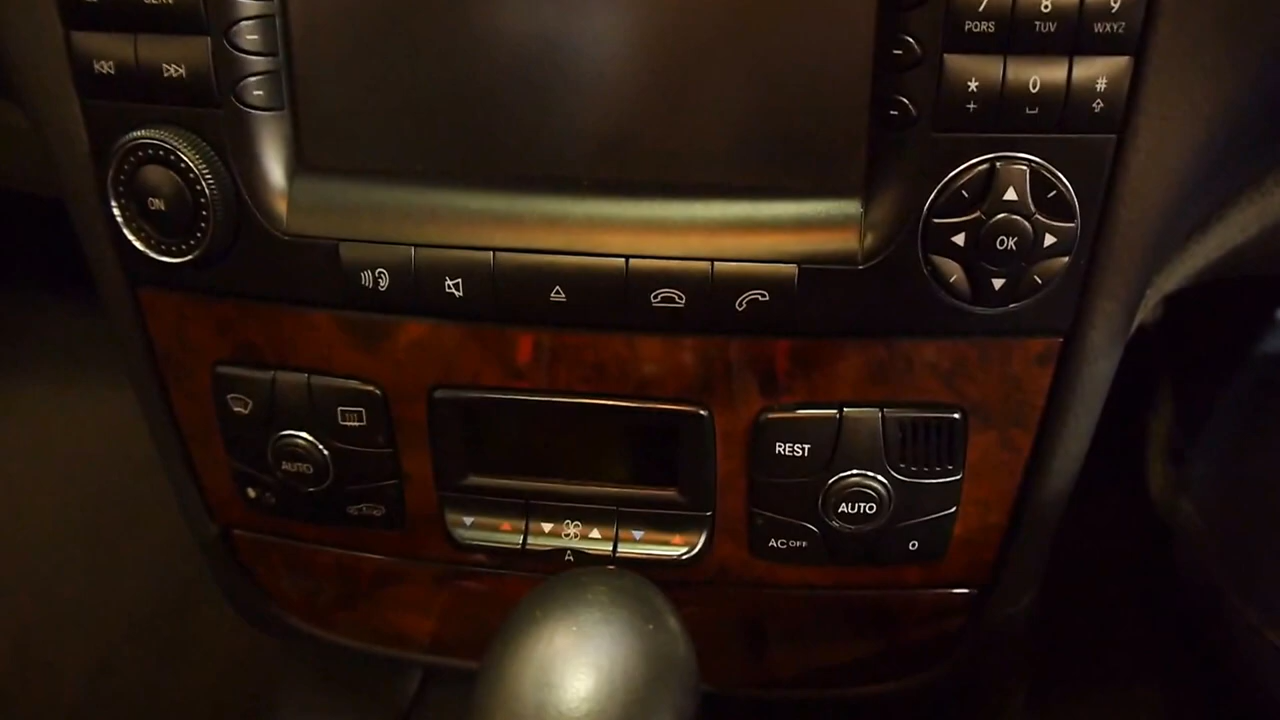 7 8 9
PQRS TUV WXYZ
* 0 #
+
ON
OK
AUTO
REST
AUTO
AC OFF
0
A